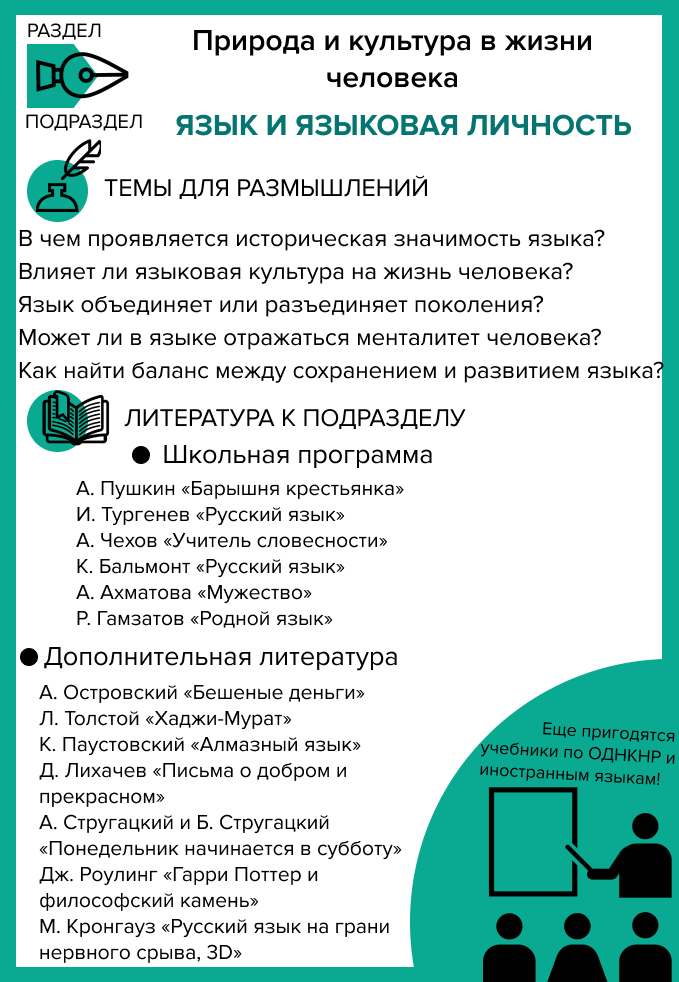 РАЗДЕЛ
Природа и культура в жизни
человека
ПОДРАЗДЕЛ
ЯЗЫК И ЯЗЫКОВАЯ ЛИЧНОСТЬ
ТЕМЫ ДЛЯ РАЗМЫШЛЕНИЙ
В чем проявляется историческая значимость языка?
Влияет ли языковая культура на жизнь человека?
Язык объединяет или разъединяет поколения?
Может ли в языке отражаться менталитет человека?
Как найти баланс между сохранением и развитием языка?
ЛИТЕРАТУРА К ПОДРАЗДЕЛУ
● Школьная программа
А. Пушкин «Барышня крестьянка»
И. Тургенев «Русский язык»
А. Чехов «Учитель словесности»
К. Бальмонт «Русский язык»
А. Ахматова «Мужество»
Р. Гамзатов «Родной язык»
● Дополнительная литература
А. Островский «Бешеные деньги»
Л. Толстой «Хаджи-Мурат»
К. Паустовский «Алмазный язык»
Д. Лихачев «Письма о добром и
прекрасном»
А. Стругацкий и Б. Стругацкий
«Понедельник начинается в субботу»
Дж. Роулинг «Гарри Поттер и
философский камень»
М. Кронгауз «Русский язык на грани
нервного срыва, 3D»
Еще пригодятся
учебники по ОДНКНР и
иностранным языкам!